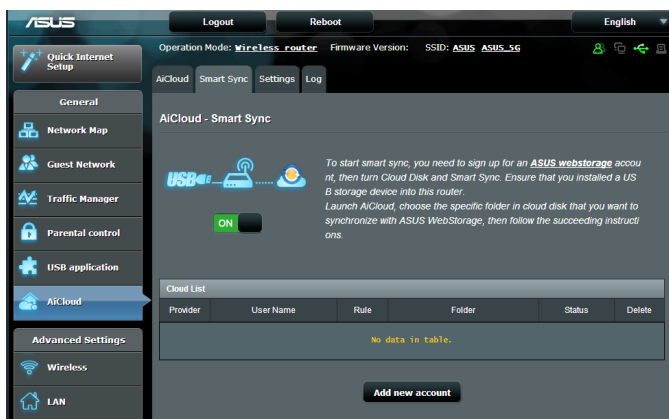 ASUS
Logout
Reboot
English
Quick Internet
Setup
Operation Mode: Wireless router Firmware Version: SSID: ASUS ASUS_5G
AiCloud
Smart Sync
Settings
Log
General
Network Map
Guest Network
Traffic Manager
Parental control
USB application
AiCloud
Advanced Settings
Wireless
LAN
AiCloud - Smart Sync
USB
ON
To start smart sync, you need to sign up for an ASUS webstorage accou
nt, then turn Cloud Disk and Smart Sync. Ensure that you installed a US
B storage device into this router.
Launch AiCloud, choose the specific folder in cloud disk that you want to
synchronize with ASUS WebStorage, then follow the succeeding instructi
ons.
Cloud List
Provider User Name Rule Folder Status Delete
No data in table.
Add new account